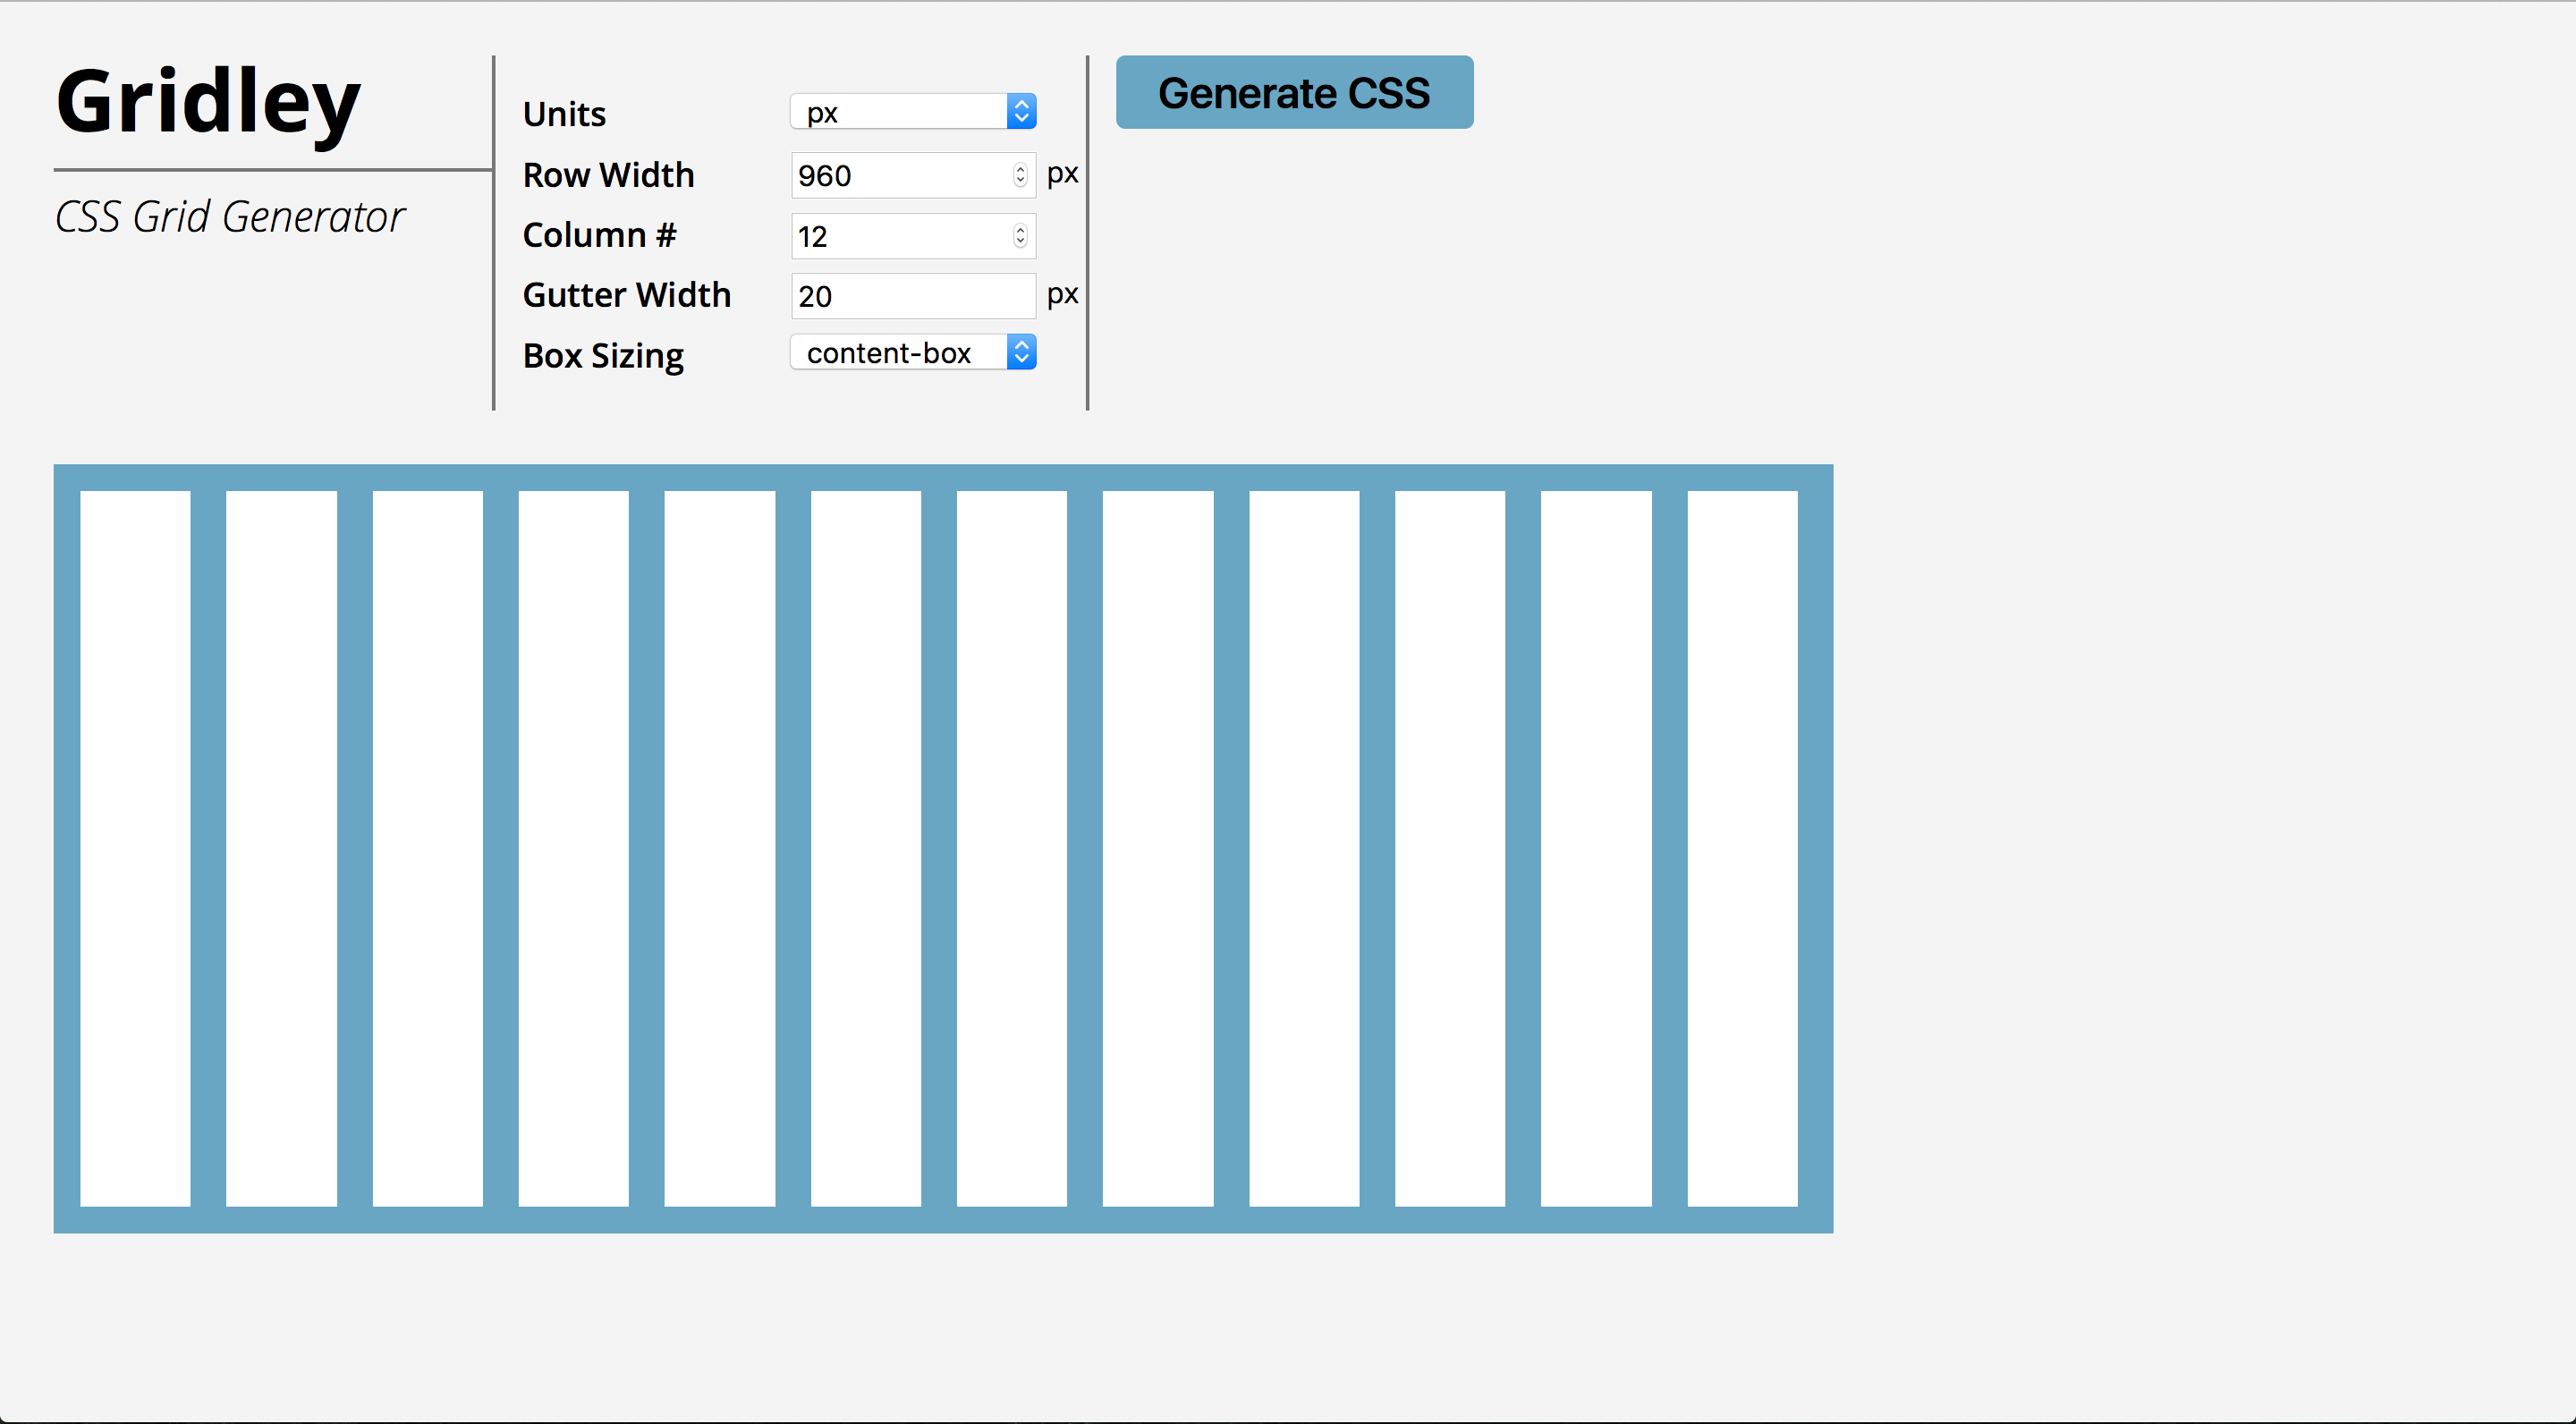 Gridley
CSS Grid Generator
Units px
Row Width 960 px
Column # 12
Gutter Width 20 px
Box Sizing content-box
Generate CSS